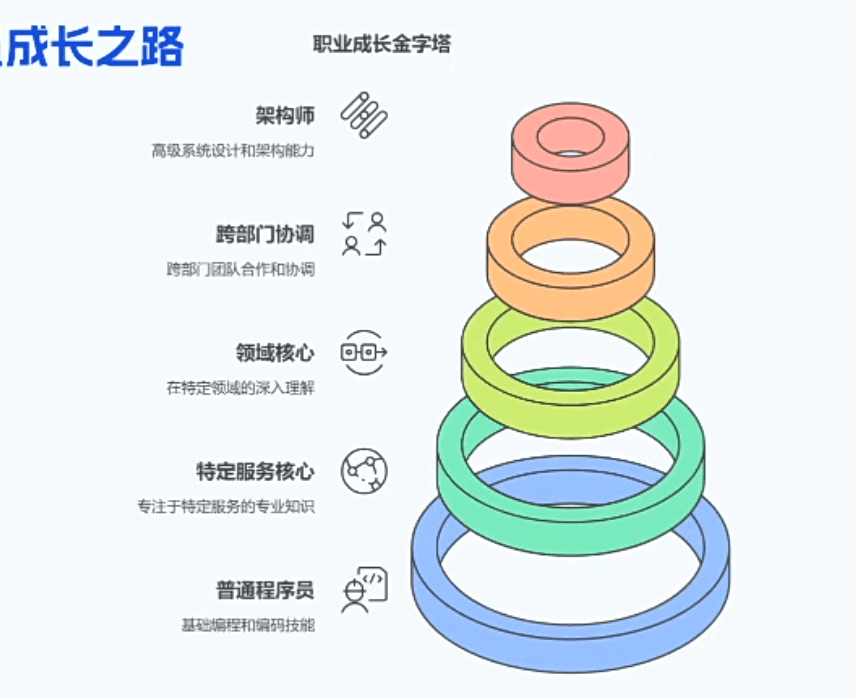 成长之路
职业成长金字塔
架构师
高级系统设计和架构能力
跨部门协调
跨部门团队合作和协调
领域核心
在特定领域的深入理解
特定服务核心
专注于特定服务的专业知识
普通程序员
基础编程和编码技能